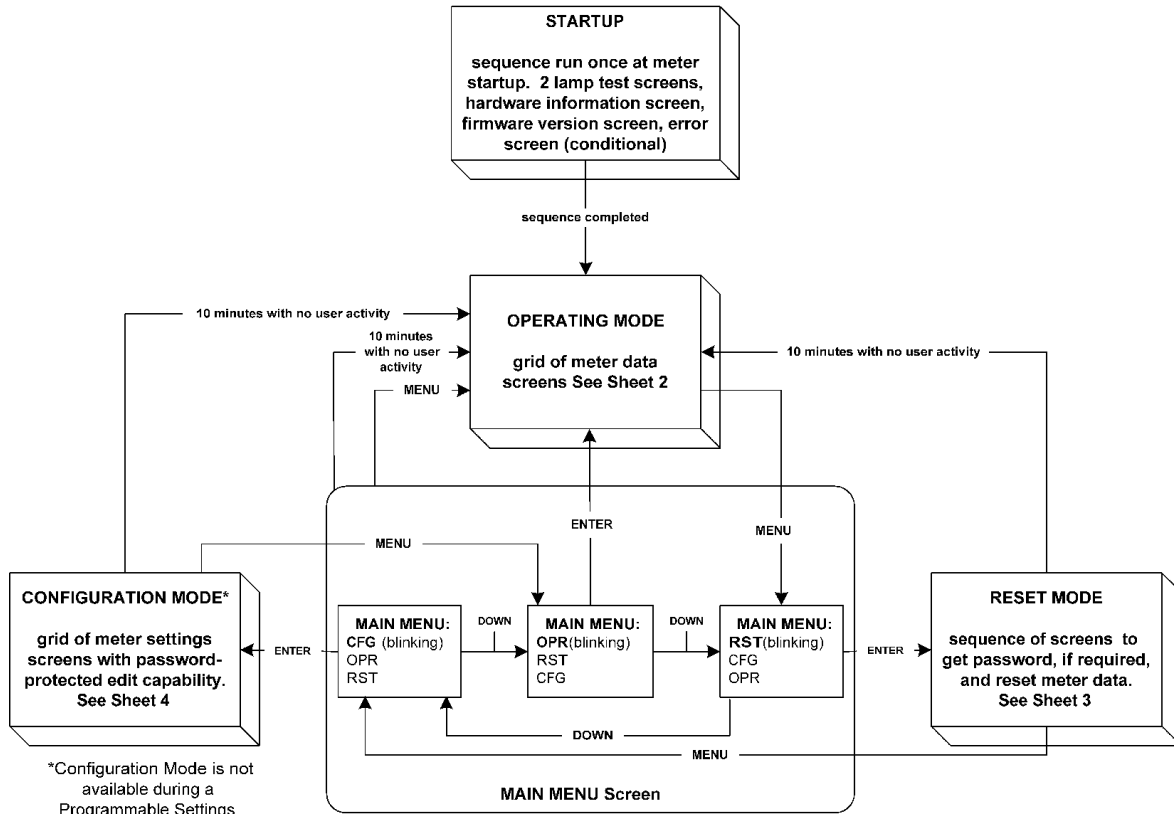 STARTUP
sequence run once at meter
startup. 2 lamp test screens,
hardware information screen,
firmware version screen, error
screen (conditional)
sequence completed
10 minutes with no user activity
10 minutes
with no user
activity
MENU
OPERATING MODE
grid of meter data
screens See Sheet 2
10 minutes with no user activity
ENTER
MENU
MENU
CONFIGURATION MODE*
grid of meter settings
screens with password-
protected edit capability.
See Sheet 4
ENTER
MAIN MENU:
CFG (blinking)
OPR
RST
DOWN
MAIN MENU:
OPR(blinking)
RST
CFG
DOWN
MAIN MENU:
RST(blinking)
CFG
OPR
ENTER
RESET MODE
sequence of screens to
get password, if required,
and reset meter data.
See Sheet 3
DOWN
MENU
MAIN MENU Screen
*Configuration Mode is not
available during a
Programmable Settings